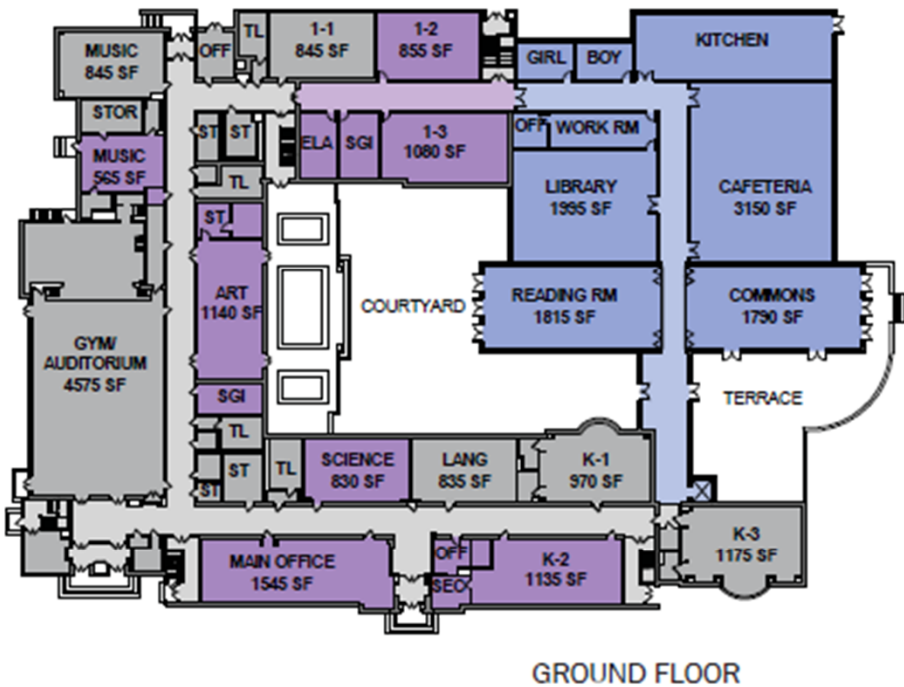 MUSIC
845 SF
OFF
TL
1-1
845 SF
1-2
855 SF
GIRL
BOY
KITCHEN
STOR
ST
ST
ELA
SGI
1-3
1080 SF
OFF
WORK RM
MUSIC
565 SF
TL
LIBRARY
1995 SF
CAFETERIA
3150 SF
ST
ART
1140 SF
COURTYARD
READING RM
1815 SF
COMMONS
1790 SF
GYM/
AUDITORIUM
4575 SF
SGI
TERRACE
TL
ST
ST
TL
SCIENCE
830 SF
LANG
835 SF
K-1
970 SF
K-3
1175 SF
MAIN OFFICE
1545 SF
OFF
SEC
K-2
1135 SF
GROUND FLOOR